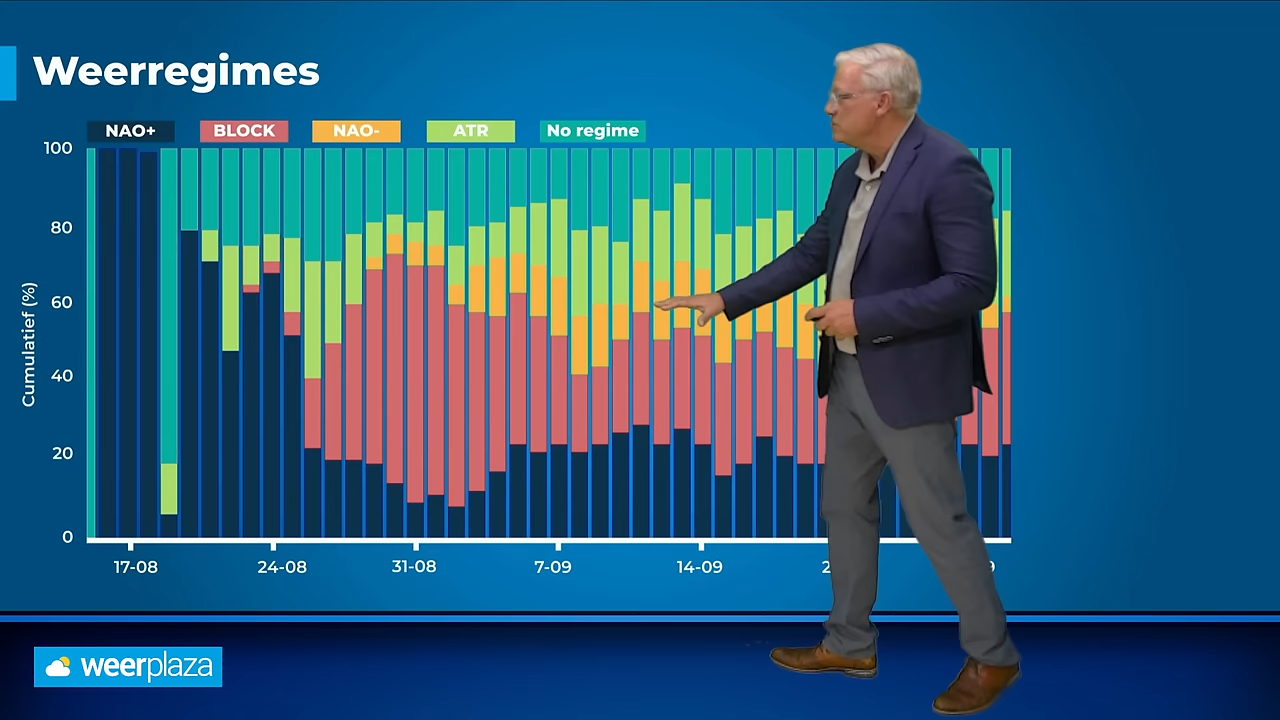 Weerregimes
NAO+ BLOCK NAO- ATR No regime
100
80
60
40
20
0
Cumulatief (%)
17-08 24-08 31-08 7-09 14-09
weerplaza